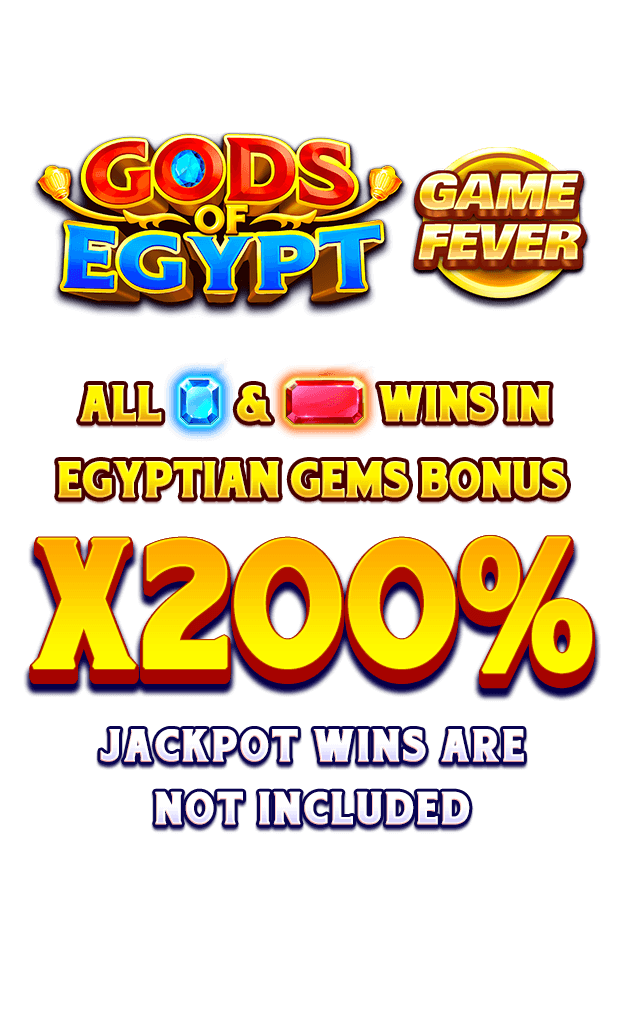 GODS
OF
EGYPT
GAME
FEVER
ALL & WINS IN
EGYPTIAN GEMS BONUS
X200%
JACKPOT WINS ARE
NOT INCLUDED